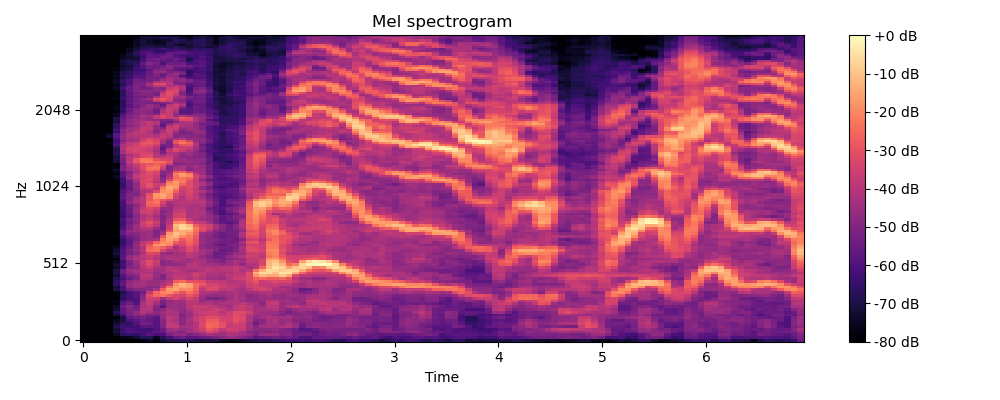 Mel spectrogram
+0 dB
-10 dB
-20 dB
-30 dB
-40 dB
-50 dB
-60 dB
-70 dB
-80 dB
Hz
2048
1024
512
0
0 1 2 3 4 5 6
Time